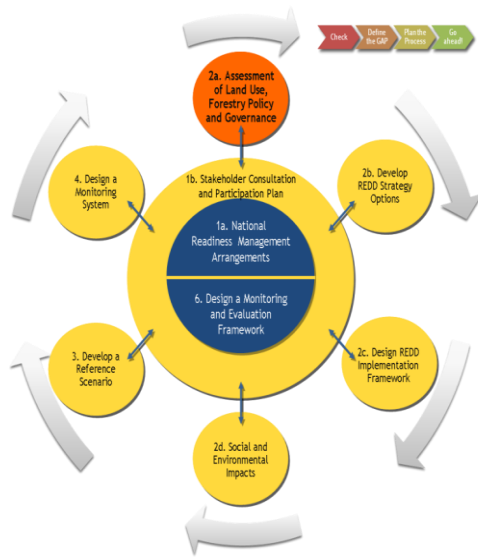 Check
Define
the GAP
Plan the
Process
Go
ahead!
2a. Assessment
of Land Use,
Forestry Policy
and Governance
4. Design a
Monitoring
System
1b. Stakeholder Consultation
and Participation Plan
2b. Develop
REDD Strategy
Options
1a. National
Readiness Management
Arrangements
6. Design a Monitoring
and Evaluation
Framework
3. Develop a
Reference
Scenario
2c. Design REDD
Implementation
Framework
2d. Social and
Environmental
Impacts